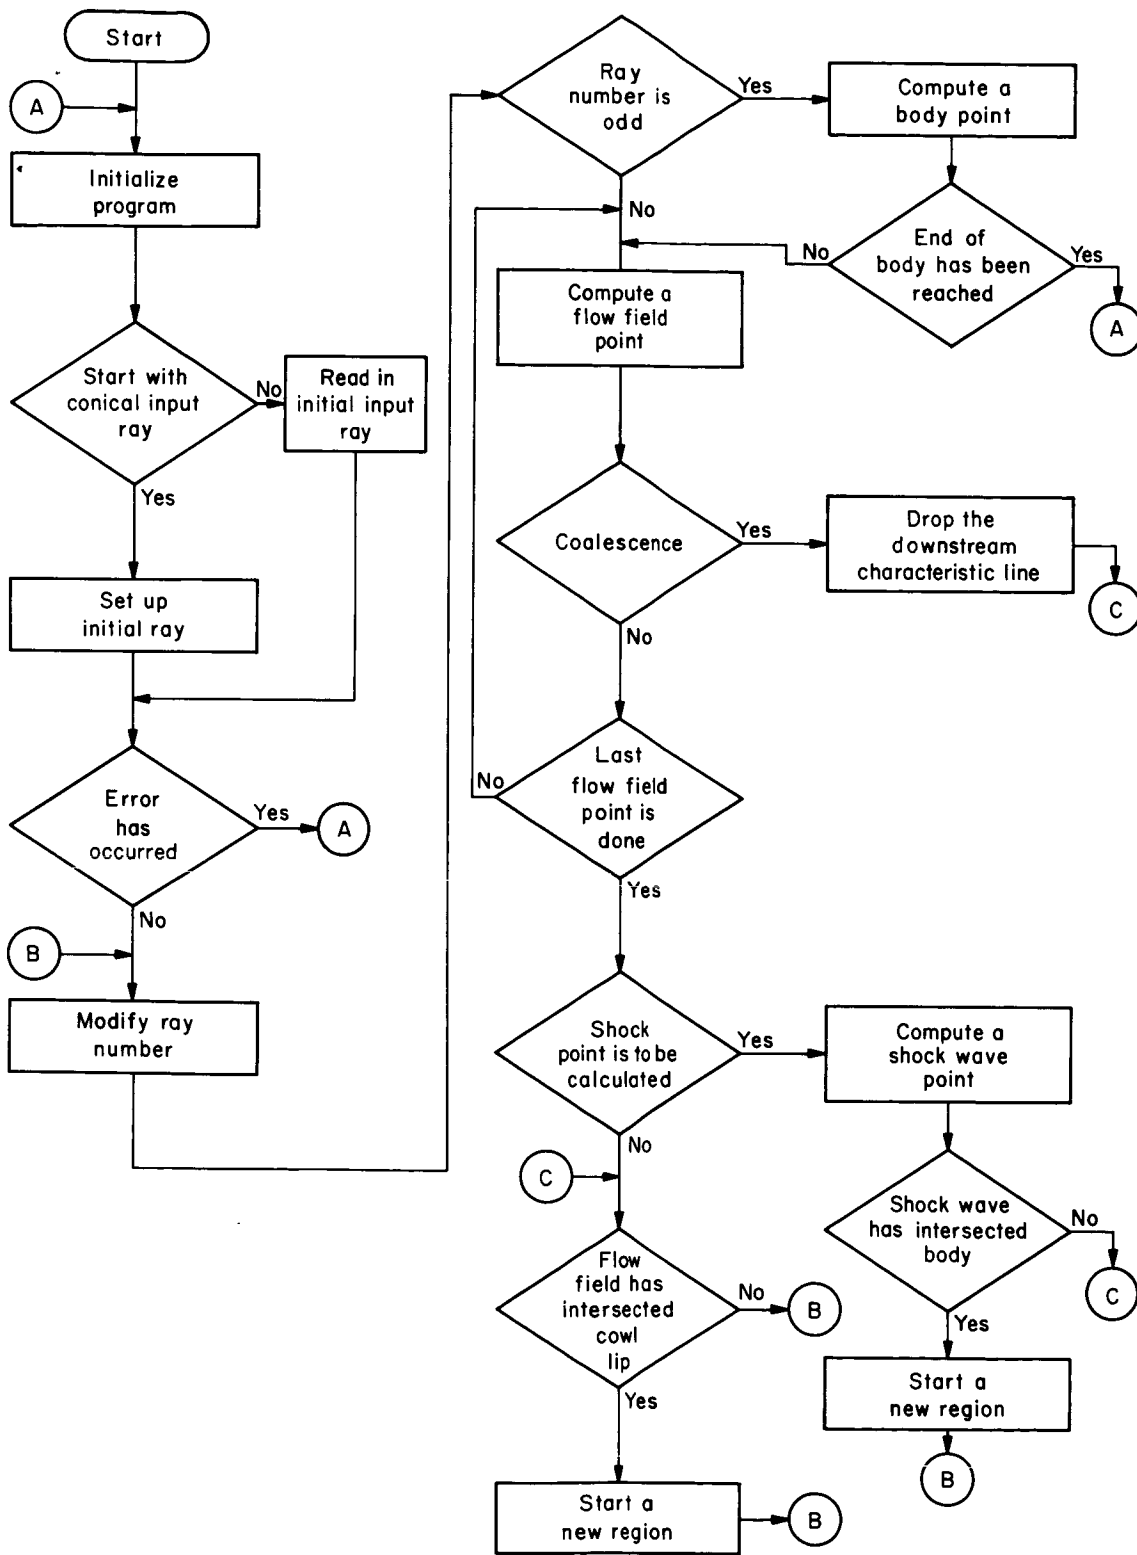 Start
A
Initialize
program
Start with
conical input
ray
No
Read in
initial input
ray
Yes
Set up
initial ray
Error
has
occurred
Yes
A
No
B
Modify ray
number
Ray
number is
odd
Yes
Compute a
body point
No
End of
body has been
reached
No
Yes
A
Compute a
flow field
point
Coalescence
Yes
Drop the
downstream
characteristic line
C
No
Last
flow field
point is
done
No
Yes
Shock
point is to be
calculated
Yes
Compute a
shock wave
point
No
C
Shock wave
has intersected
body
No
C
Yes
Start a
new region
B
Flow
field has
intersected
cowl
lip
No
B
Yes
Start a
new region
B